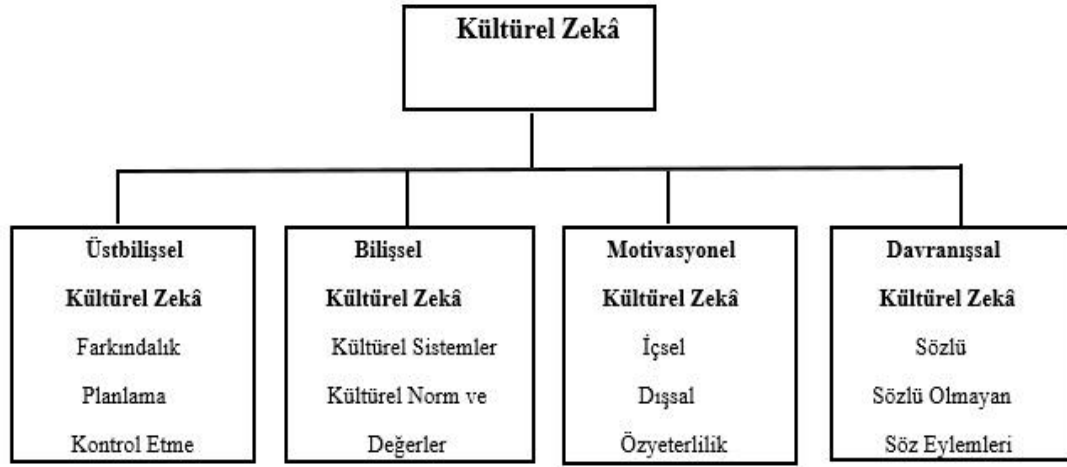 Kültürel Zekâ
Üstbilişsel
Kültürel Zekâ
Farkındalık
Planlama
Kontrol Etme
Bilişsel
Kültürel Zekâ
Kültürel Sistemler
Kültürel Norm ve
Değerler
Motivasyonel
Kültürel Zekâ
İçsel
Dışsal
Özyeterlilik
Davranışsal
Kültürel Zekâ
Sözlü
Sözlü Olmayan
Söz Eylemleri